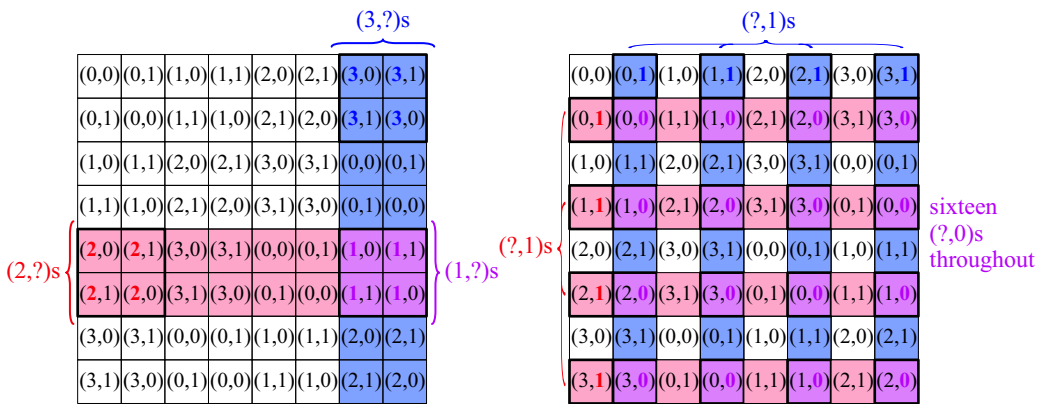 (3,?)s
(0,0) (0,1) (1,0) (1,1) (2,0) (2,1) (3,0) (3,1)
(0,1) (0,0) (1,1) (1,0) (2,1) (2,0) (3,1) (3,0)
(1,0) (1,1) (2,0) (2,1) (3,0) (3,1) (0,0) (0,1)
(1,1) (1,0) (2,1) (2,0) (3,1) (3,0) (0,1) (0,0)
(2,0) (2,1) (3,0) (3,1) (0,0) (0,1) (1,0) (1,1)
(2,?)s
(1,?)s
(2,1) (2,0) (3,1) (3,0) (0,1) (0,0) (1,1) (1,0)
(3,0) (3,1) (0,0) (0,1) (1,0) (1,1) (2,0) (2,1)
(3,1) (3,0) (0,1) (0,0) (1,1) (1,0) (2,1) (2,0)
(?,1)s
(0,0) (0,1) (1,0) (1,1) (2,0) (2,1) (3,0) (3,1)
(0,1) (0,0) (1,1) (1,0) (2,1) (2,0) (3,1) (3,0)
(1,0) (1,1) (2,0) (2,1) (3,0) (3,1) (0,0) (0,1)
(1,1) (1,0) (2,1) (2,0) (3,1) (3,0) (0,1) (0,0)
(?,1)s
(2,0) (2,1) (3,0) (3,1) (0,0) (0,1) (1,0) (1,1)
(2,1) (2,0) (3,1) (3,0) (0,1) (0,0) (1,1) (1,0)
(3,0) (3,1) (0,0) (0,1) (1,0) (1,1) (2,0) (2,1)
(3,1) (3,0) (0,1) (0,0) (1,1) (1,0) (2,1) (2,0)
sixteen
(?,0)s
throughout